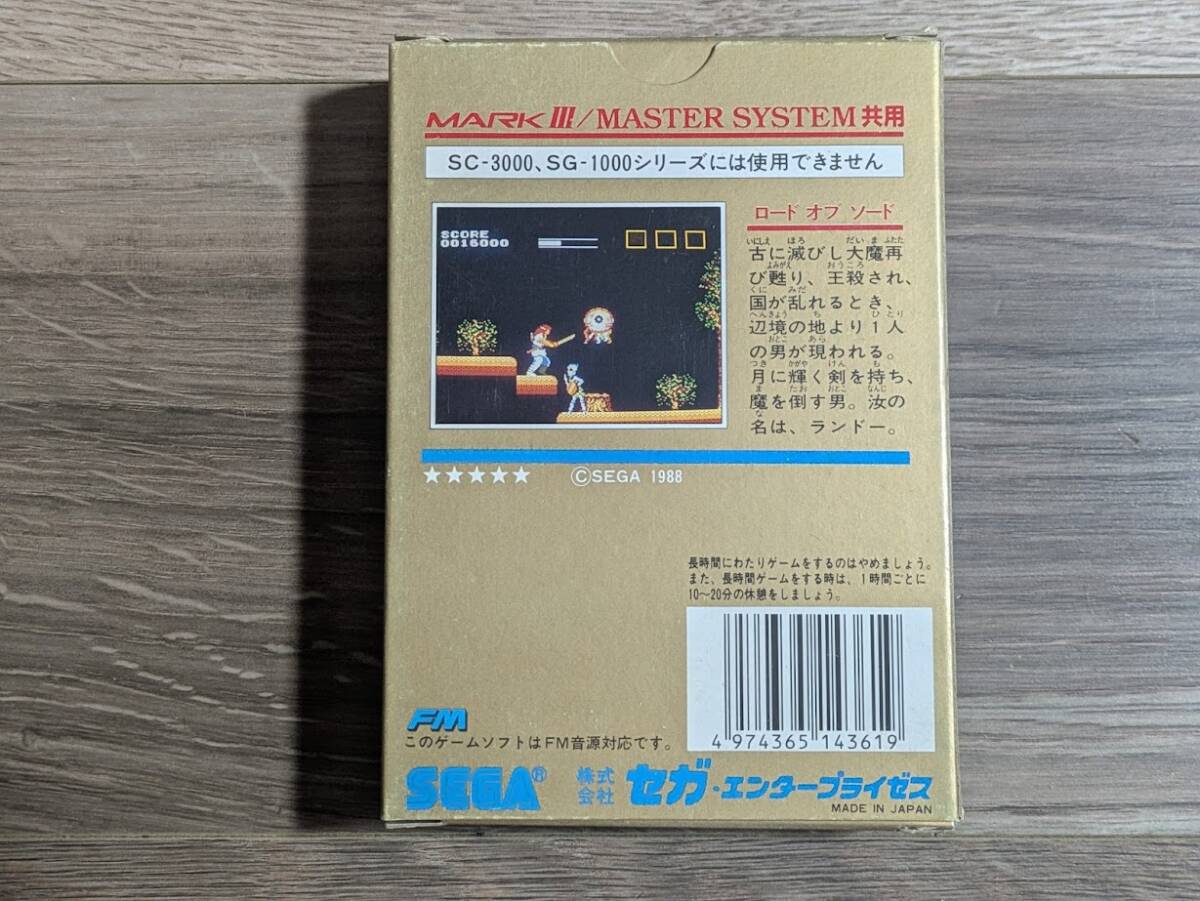 MARK III/MASTER SYSTEM共用
SC-3000、SG-1000シリーズには使用できません
SCORE
0016000
ロード オブ ソード
古に滅びし大魔再
び甦り、王殺され、
国が乱れるとき、
辺境の地より1人
の男が現われる。
月に輝く剣を持ち、
魔を倒す男。汝の
名は、ランドー。
★★★★★ ©SEGA 1988
長時間にわたりゲームをするのはやめましょう。
また、長時間ゲームをする時は、1時間ごとに
10〜20分の休憩をしましょう。
4 974365 143619
FM
このゲームソフトはFM音源対応です。
SEGA® 株式会社 セガ・エンタープライゼス
MADE IN JAPAN